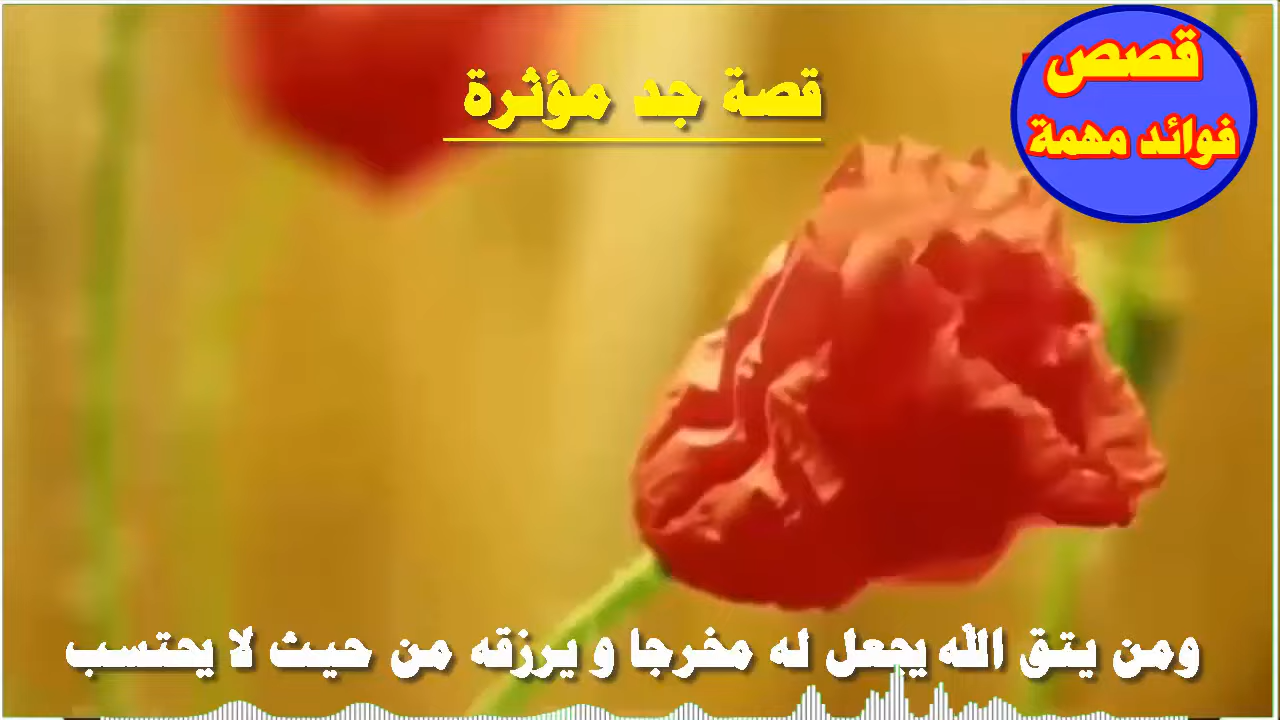 قصص
فوائد مهمة
قصة جد مؤثرة
ومن يتق الله يجعل له مخرجا و يرزقه من حيث لا يحتسب